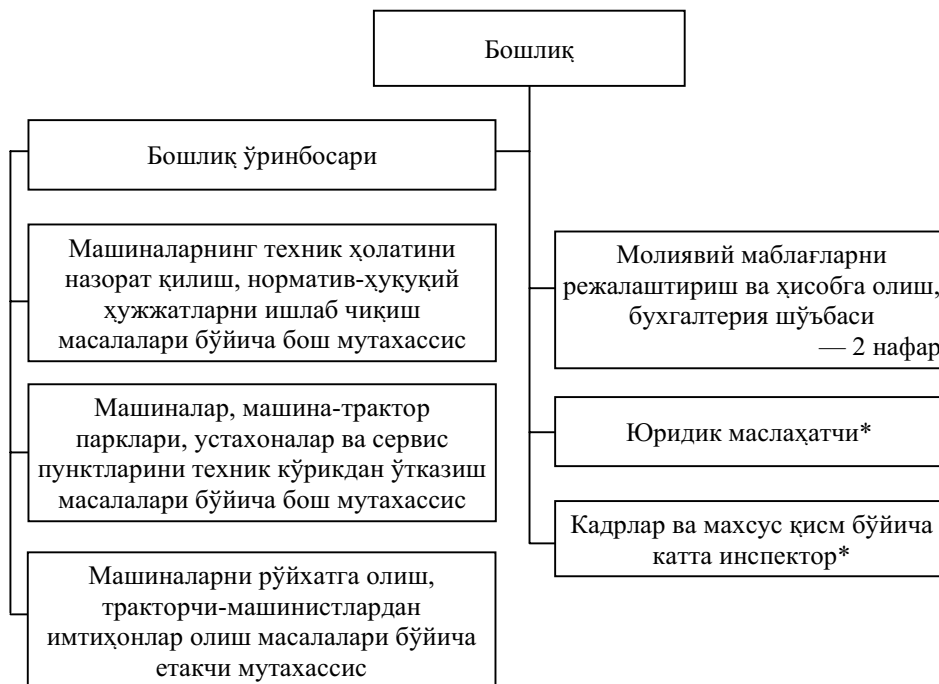 Бошлиқ
Бошлиқ ўринбосари
Машиналарнинг техник ҳолатини
назорат қилиш, норматив-ҳуқуқий
ҳужжатларни ишлаб чиқиш
масалалари бўйича бош мутахассис
Машиналар, машина-трактор
парклари, устахоналар ва сервис
пунктларини техник кўрикдан ўтказиш
масалалари бўйича бош мутахассис
Машиналарни рўйхатга олиш,
тракторчи-машинистлардан
имтиҳонлар олиш масалалари бўйича
етакчи мутахассис
Молиявий маблағларни
режалаштириш ва ҳисобга олиш,
бухгалтерия шўъбаси
— 2 нафар
Юридик маслаҳатчи*
Кадрлар ва махсус қисм бўйича
катта инспектор*